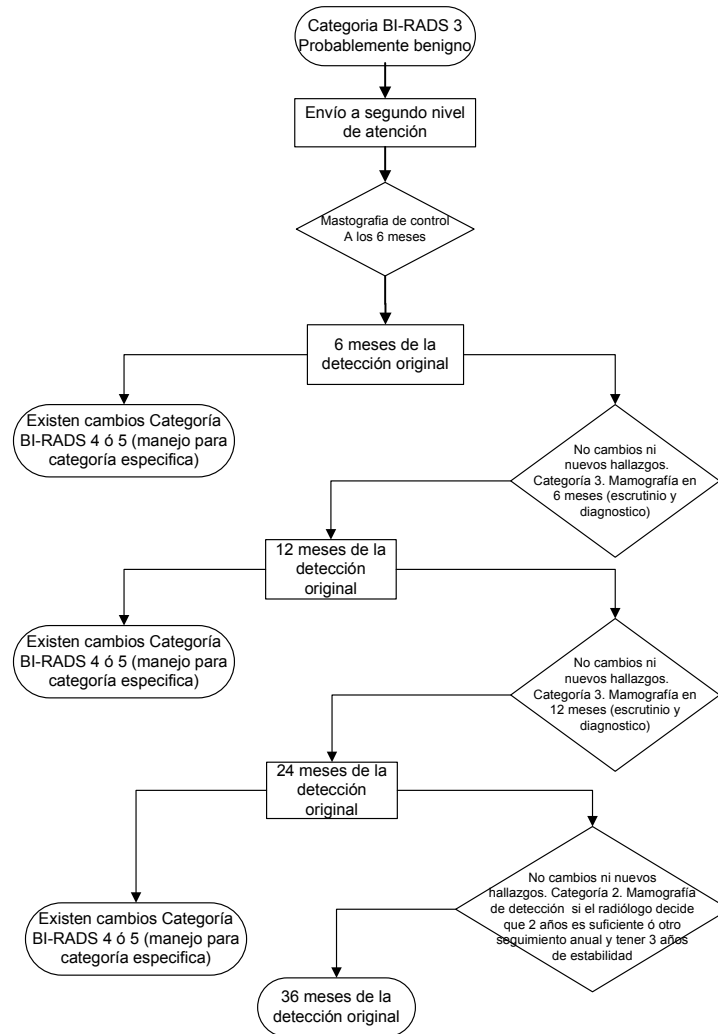 Categoria BI-RADS 3
Probablemente benigno
Envío a segundo nivel
de atención
Mastografia de control
A los 6 meses
6 meses de la
detección original
Existen cambios Categoría
BI-RADS 4 ó 5 (manejo para
categoría especifica)
No cambios ni
nuevos hallazgos.
Categoría 3. Mamografía en
6 meses (escrutinio y
diagnostico)
12 meses de la
detección
original
Existen cambios Categoría
BI-RADS 4 ó 5 (manejo para
categoría especifica)
No cambios ni
nuevos hallazgos.
Categoría 3. Mamografía en
12 meses (escrutinio y
diagnostico)
24 meses de la
detección
original
Existen cambios Categoría
BI-RADS 4 ó 5 (manejo para
categoría especifica)
No cambios ni nuevos
hallazgos. Categoría 2. Mamografía
de detección si el radiólogo decide
que 2 años es suficiente ó otro
seguimiento anual y tener 3 años
de estabilidad
36 meses de la
detección original